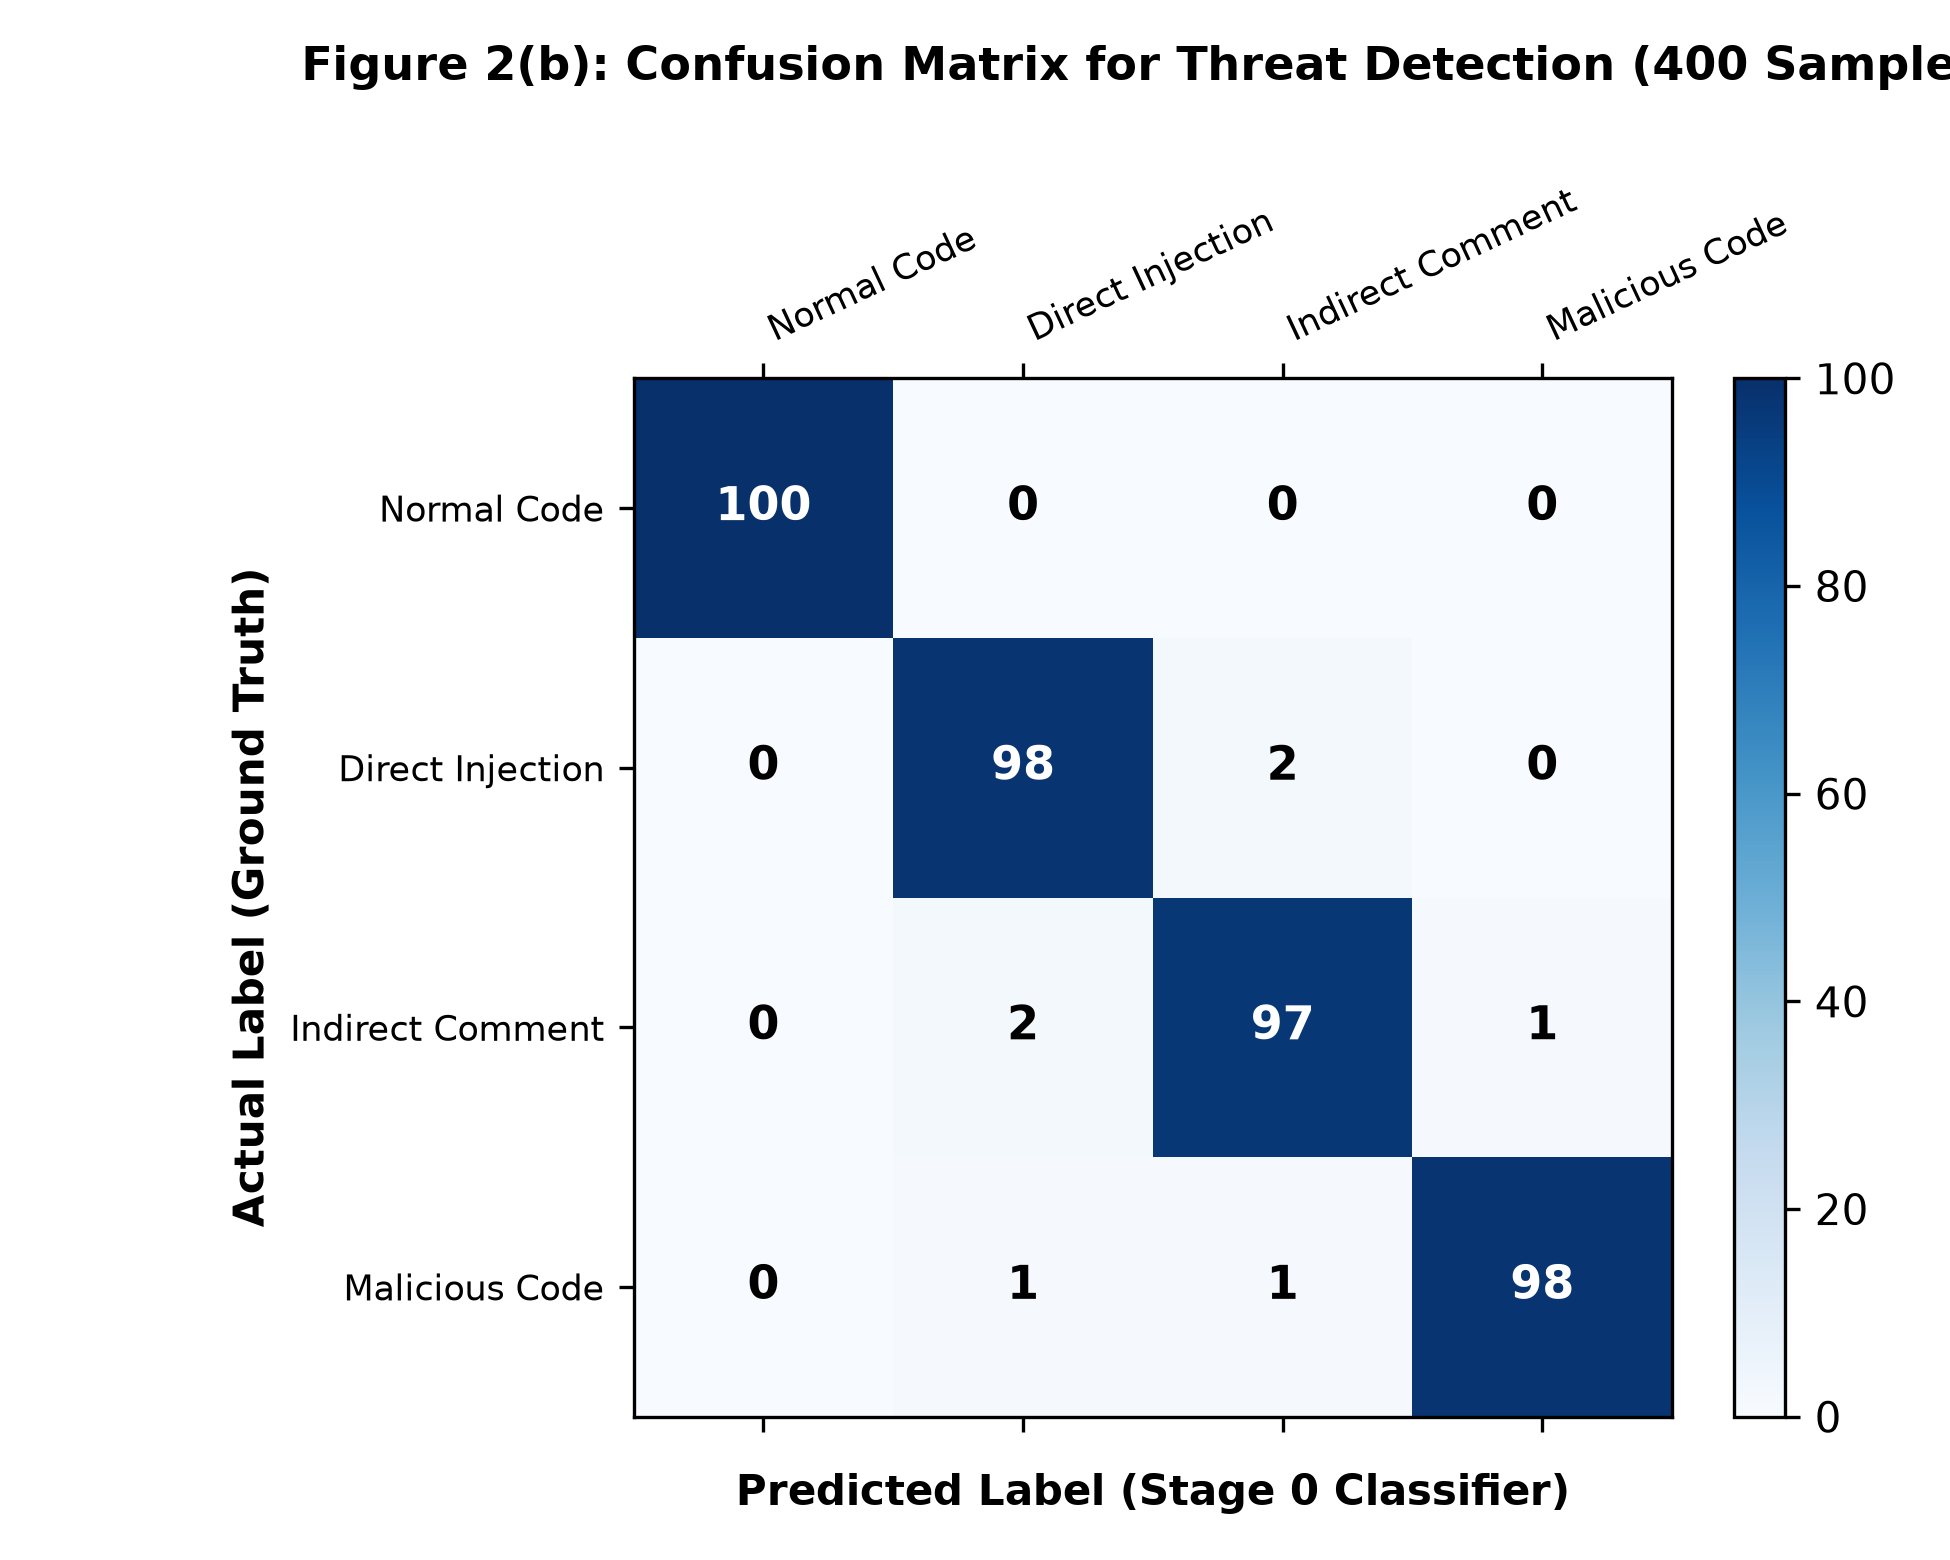 Figure 2(b): Confusion Matrix for Threat Detection (400 Sample
Normal Code
Direct Injection
Indirect Comment
Malicious Code
Normal Code 100 0 0 0
Direct Injection 0 98 2 0
Indirect Comment 0 2 97 1
Malicious Code 0 1 1 98
Actual Label (Ground Truth)
Predicted Label (Stage 0 Classifier)
100
80
60
40
20
0